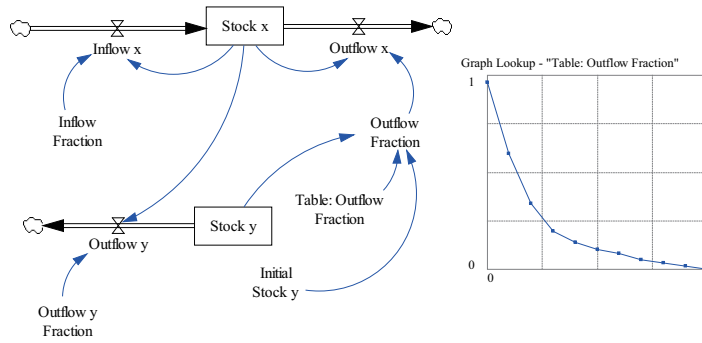 Stock x
Inflow x
Outflow x
Graph Lookup - "Table: Outflow Fraction"
1
Inflow
Fraction
Outflow
Fraction
Table: Outflow
Fraction
Stock y
Outflow y
Initial
Stock y
0
0
Outflow y
Fraction